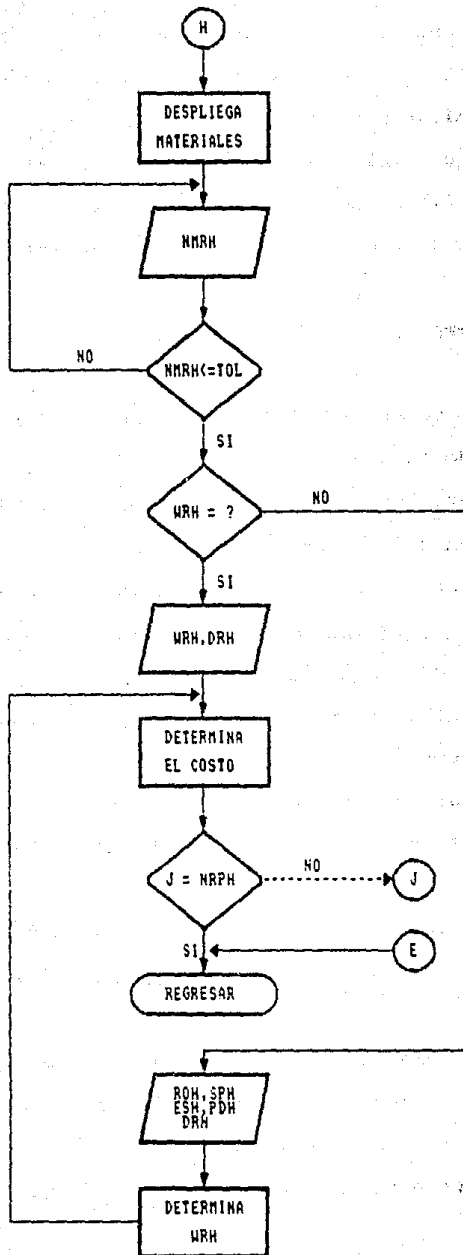 H
DESPLIEGA
MATERIALES
NMRH
NMRH<=TOL
NO
SI
WRH = ?
NO
SI
WRH,DRH
DETERMINA
EL COSTO
J = NRPH
NO
J
SI
E
REGRESAR
ROH,SPH
ESH,PDH
DRH
DETERMINA
WRH